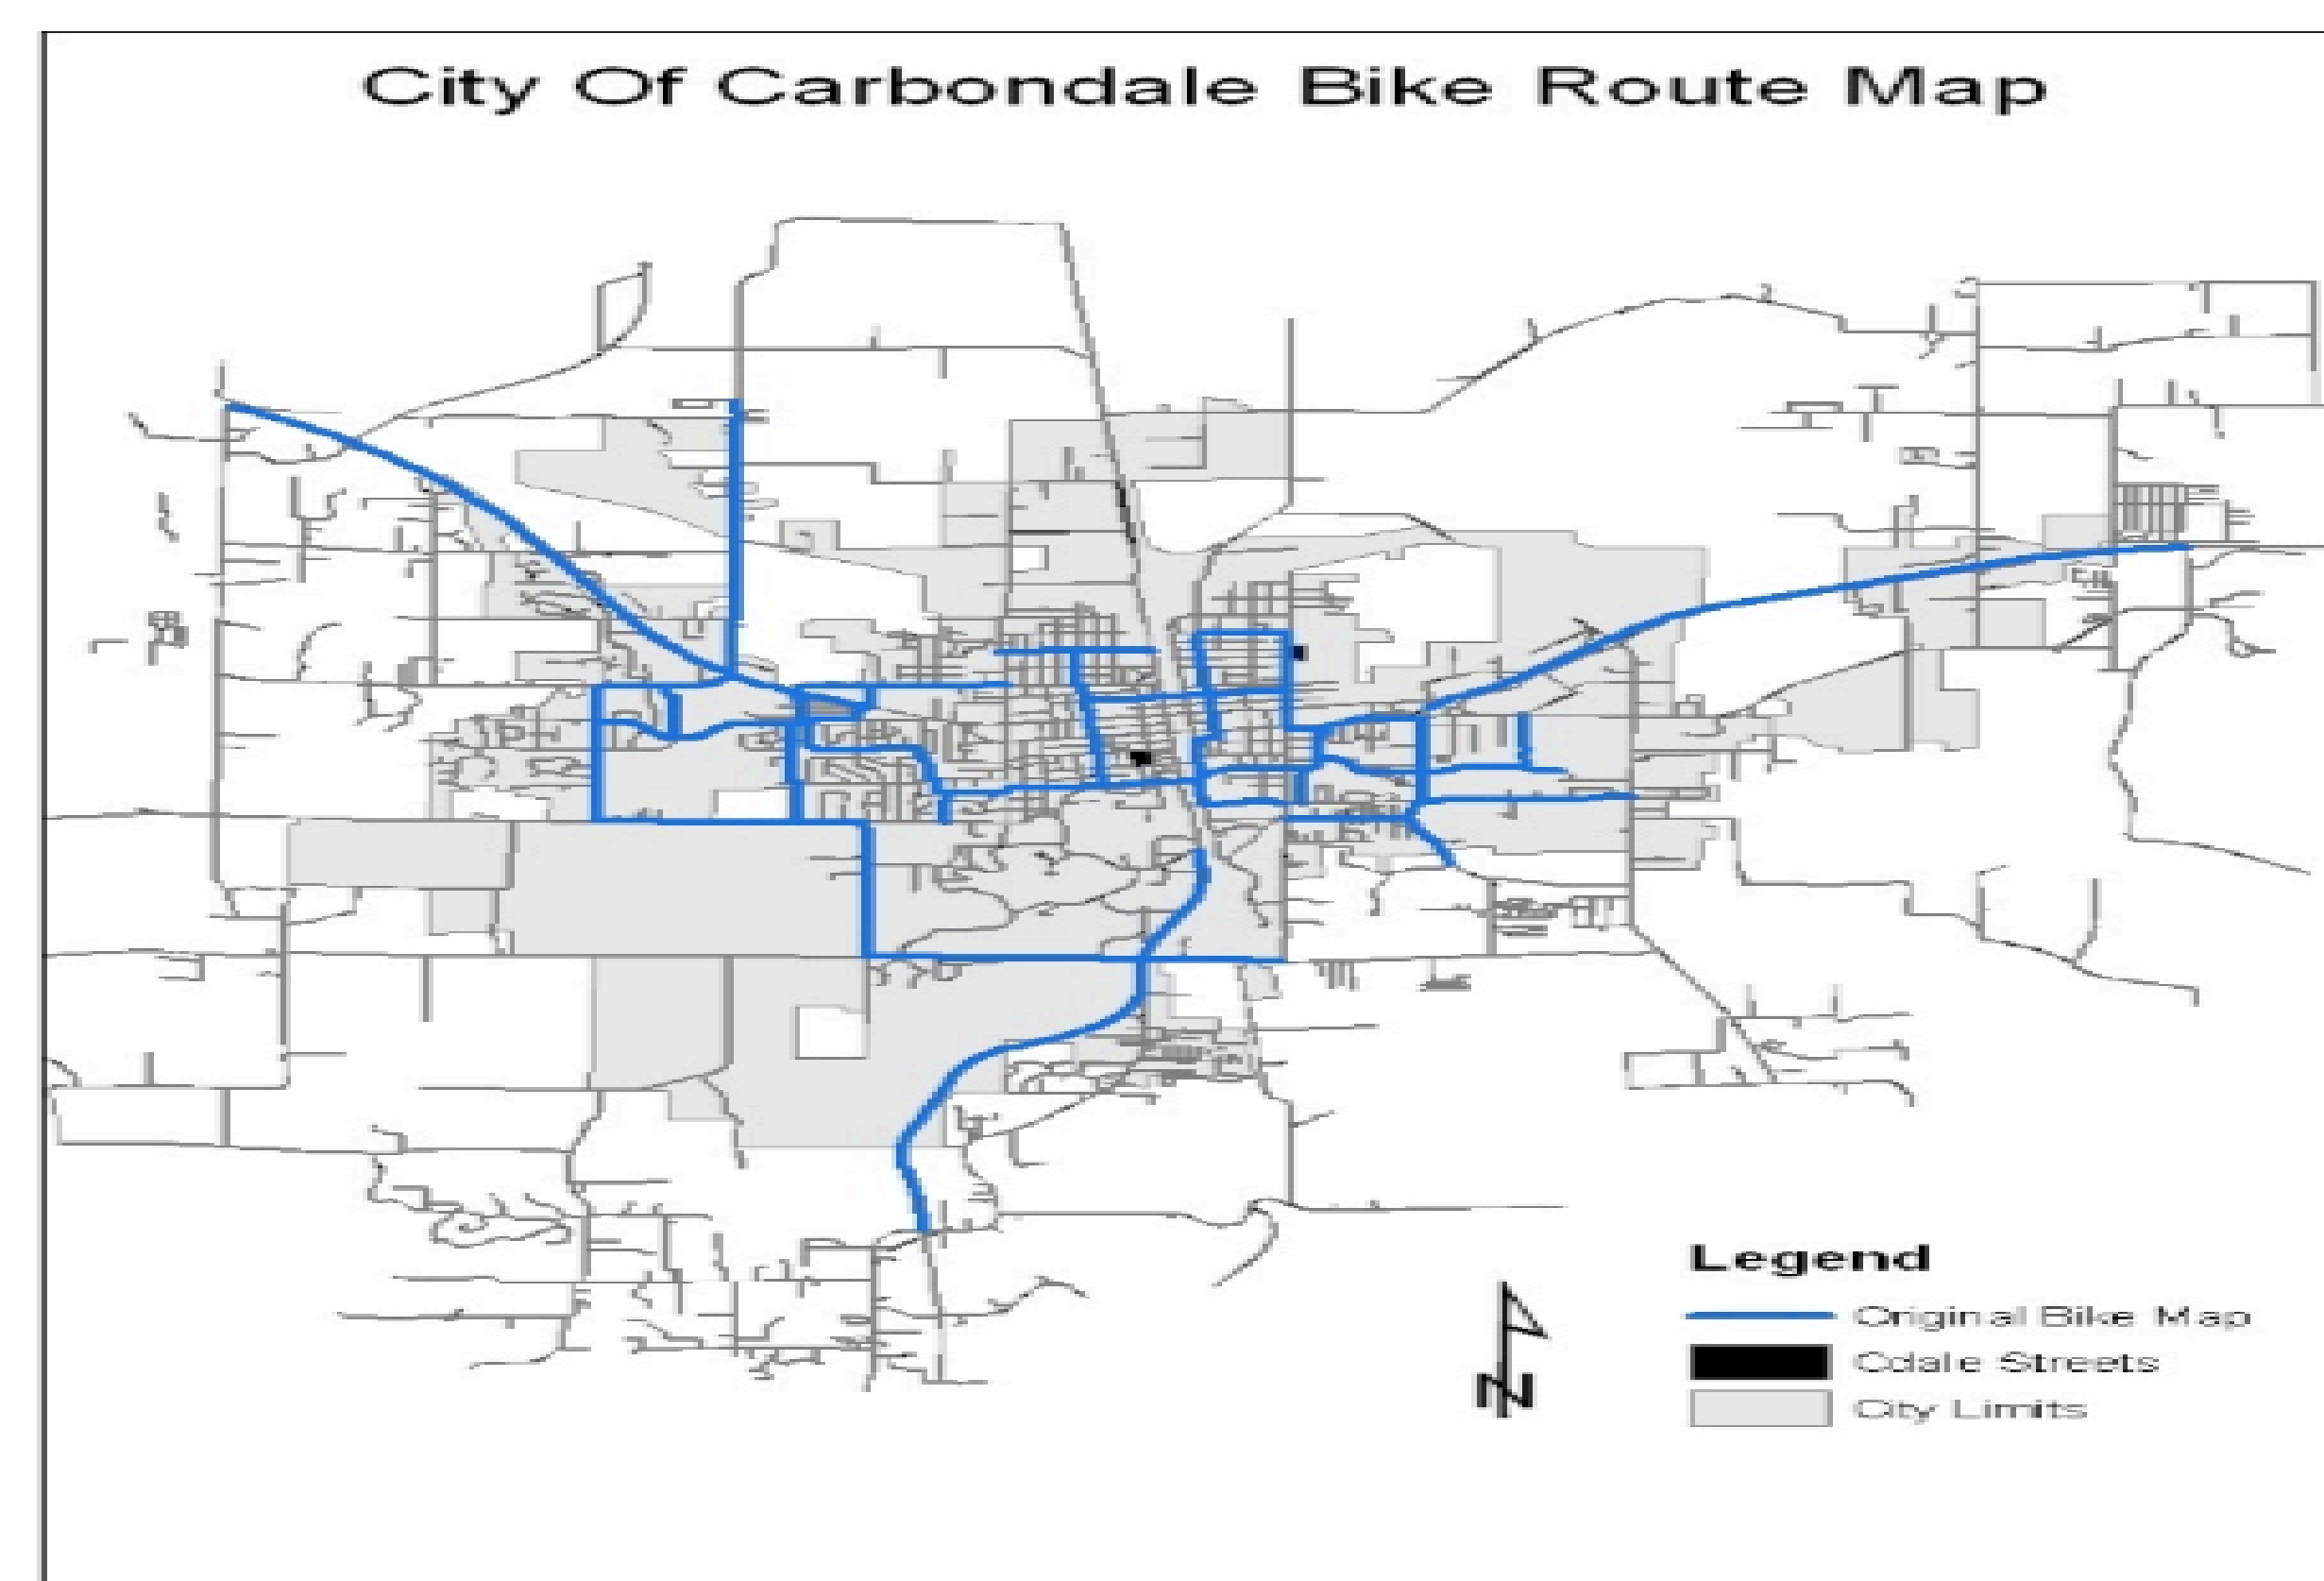 City Of Carbondale Bike Route Map
Legend
Original Bike Map
Cdale Streets
City Limits
N